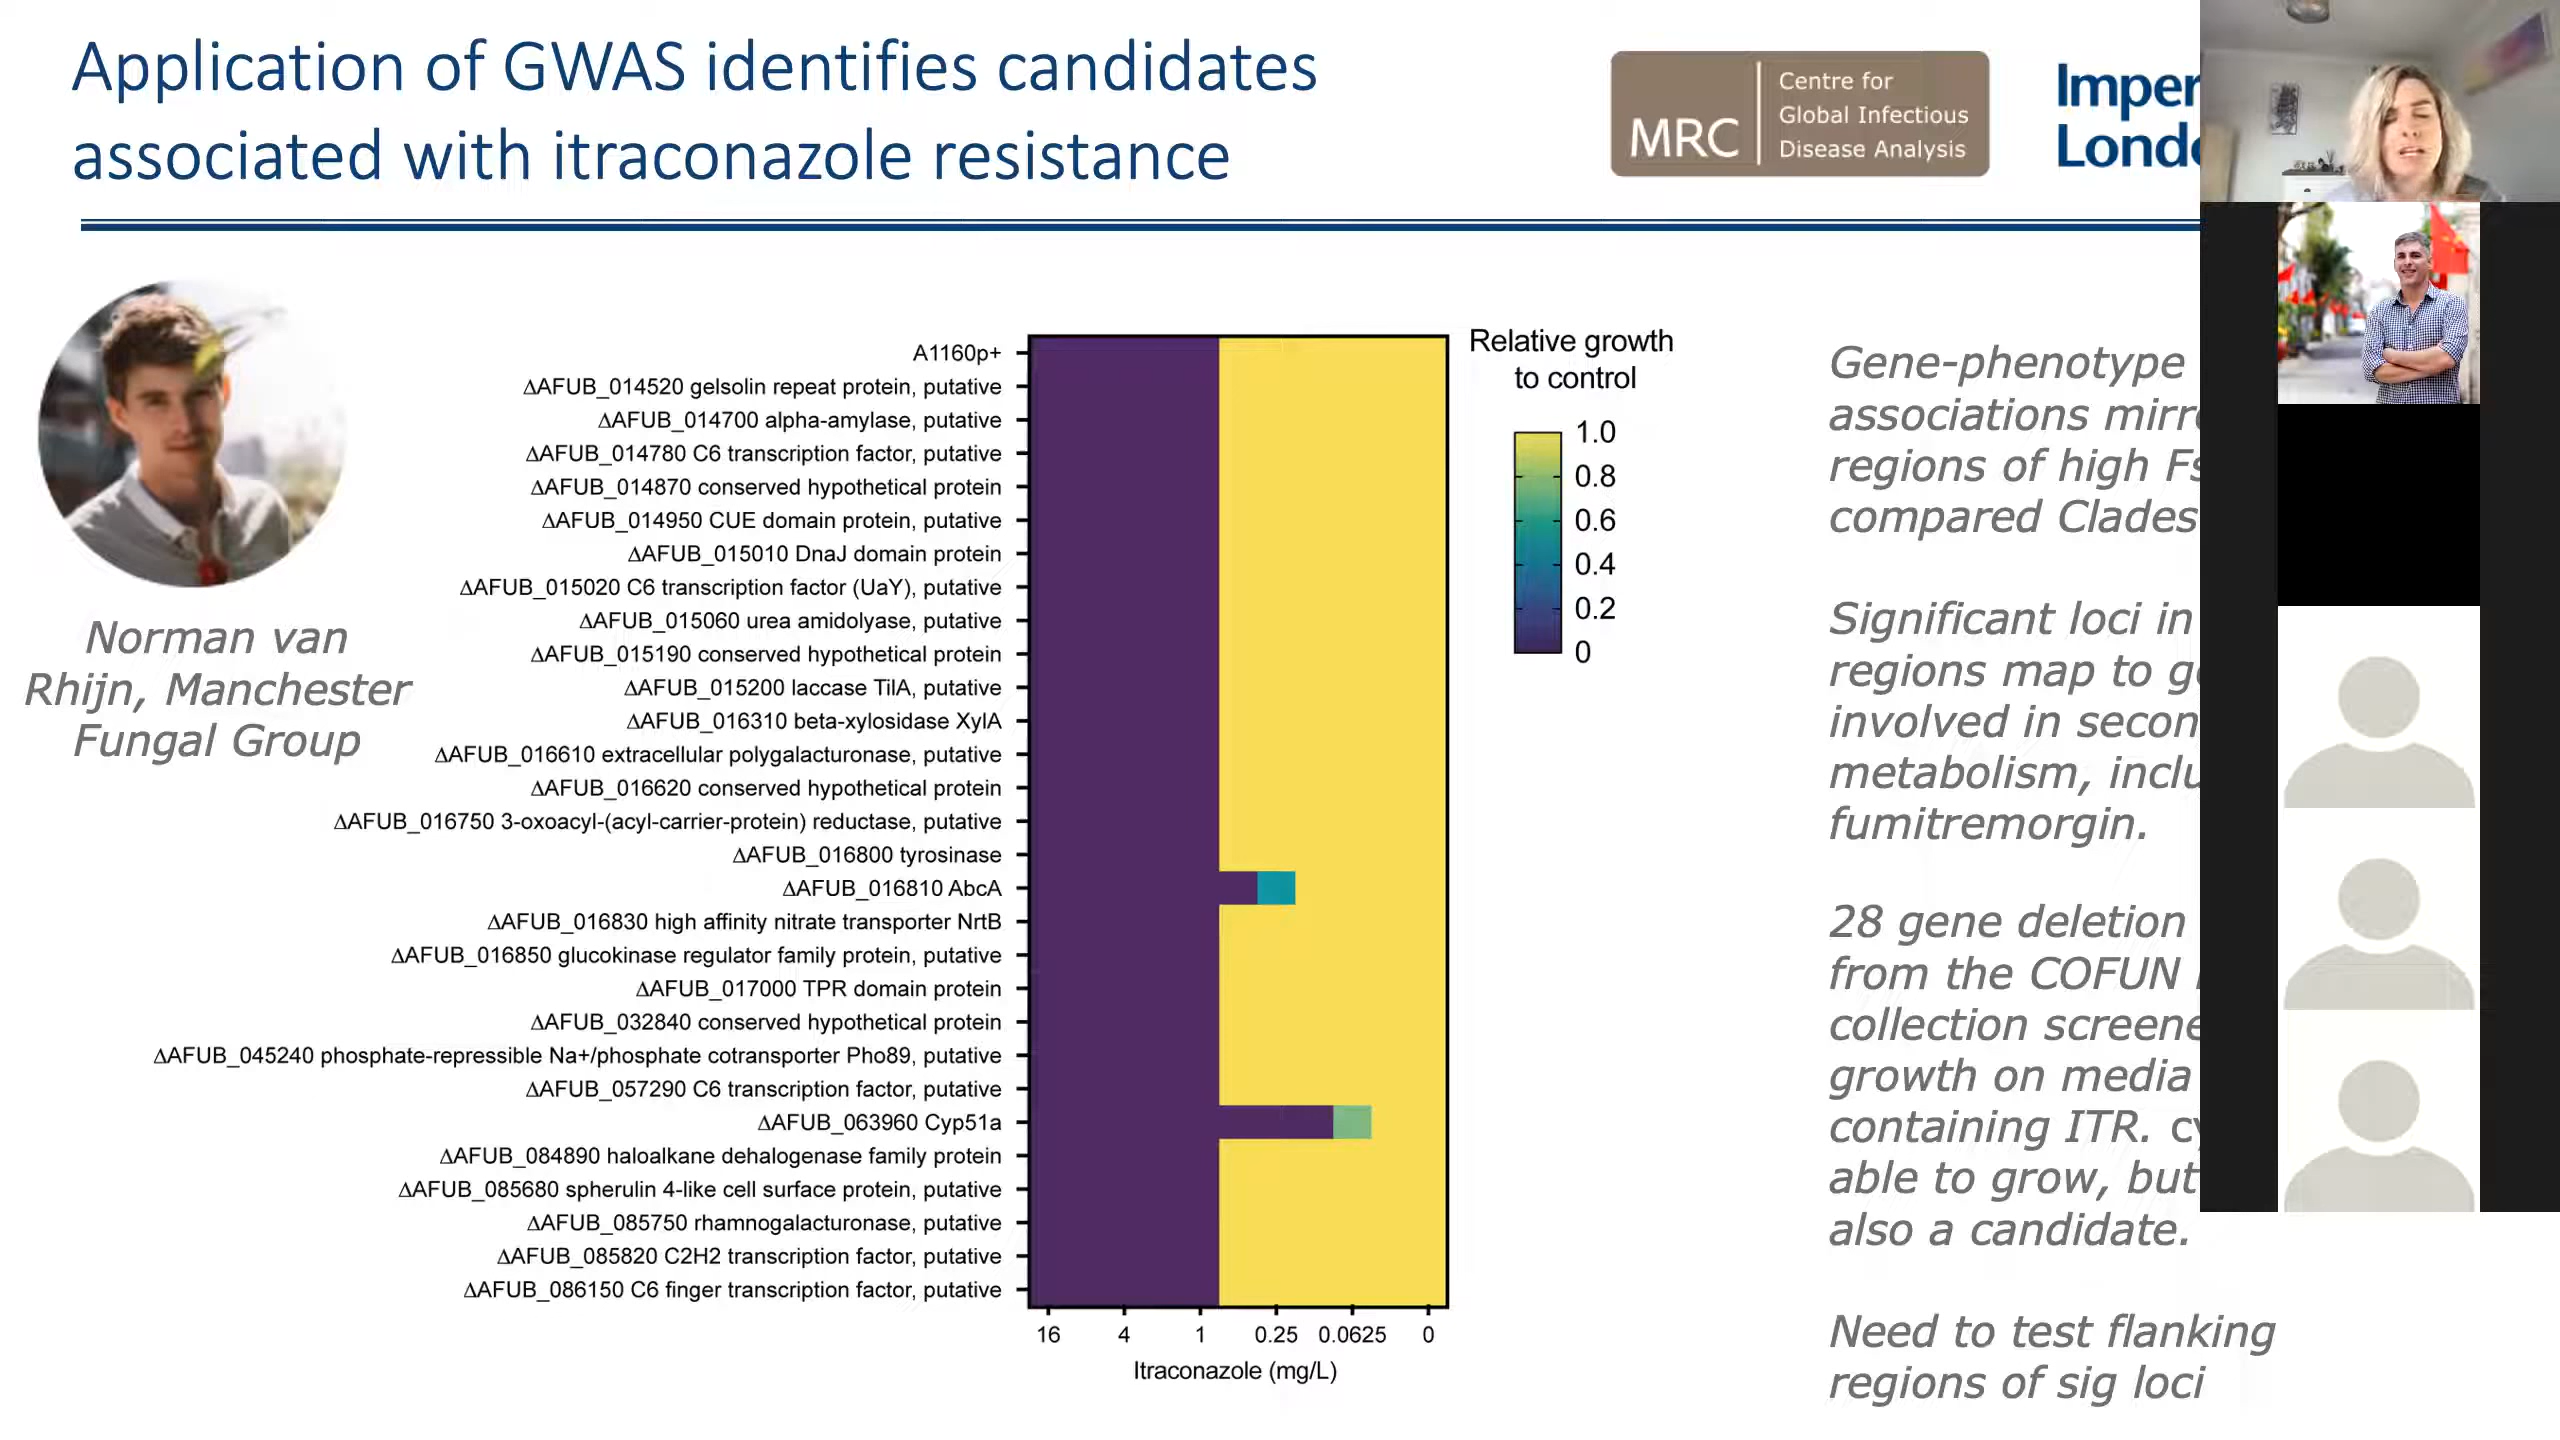 Application of GWAS identifies candidates
associated with itraconazole resistance
MRC
Centre for
Global Infectious
Disease Analysis
Norman van
Rhijn, Manchester
Fungal Group
A1160p+
ΔAFUB_014520 gelsolin repeat protein, putative
ΔAFUB_014700 alpha-amylase, putative
ΔAFUB_014780 C6 transcription factor, putative
ΔAFUB_014870 conserved hypothetical protein
ΔAFUB_014950 CUE domain protein, putative
ΔAFUB_015010 DnaJ domain protein
ΔAFUB_015020 C6 transcription factor (UaY), putative
ΔAFUB_015060 urea amidolyase, putative
ΔAFUB_015190 conserved hypothetical protein
ΔAFUB_015200 laccase TilA, putative
ΔAFUB_016310 beta-xylosidase XylA
ΔAFUB_016610 extracellular polygalacturonase, putative
ΔAFUB_016620 conserved hypothetical protein
ΔAFUB_016750 3-oxoacyl-(acyl-carrier-protein) reductase, putative
ΔAFUB_016800 tyrosinase
ΔAFUB_016810 AbcA
ΔAFUB_016830 high affinity nitrate transporter NrtB
ΔAFUB_016850 glucokinase regulator family protein, putative
ΔAFUB_017000 TPR domain protein
ΔAFUB_032840 conserved hypothetical protein
ΔAFUB_045240 phosphate-repressible Na+/phosphate cotransporter Pho89, putative
ΔAFUB_057290 C6 transcription factor, putative
ΔAFUB_063960 Cyp51a
ΔAFUB_084890 haloalkane dehalogenase family protein
ΔAFUB_085680 spherulin 4-like cell surface protein, putative
ΔAFUB_085750 rhamnogalacturonase, putative
ΔAFUB_085820 C2H2 transcription factor, putative
ΔAFUB_086150 C6 finger transcription factor, putative
16 4 1 0.25 0.0625 0
Itraconazole (mg/L)
Relative growth
to control
1.0
0.8
0.6
0.4
0.2
0
Gene-phenotype
associations
regions of high
compared Clades
Significant loci in
regions map to
involved in
metabolism,
fumitremorgin.
28 gene deletion
from the COFUN
collection
growth on media
containing ITR.
able to grow, but
also a candidate.
Need to test flanking
regions of sig loci